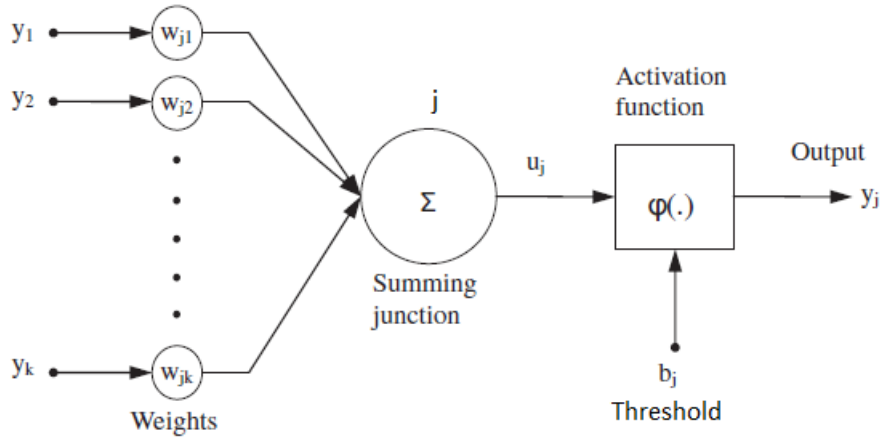 y1
wj1
y2
wj2
j
Σ
Summing
junction
uj
Activation
function
φ(.)
Output
yj
yk
wjk
Weights
bj
Threshold